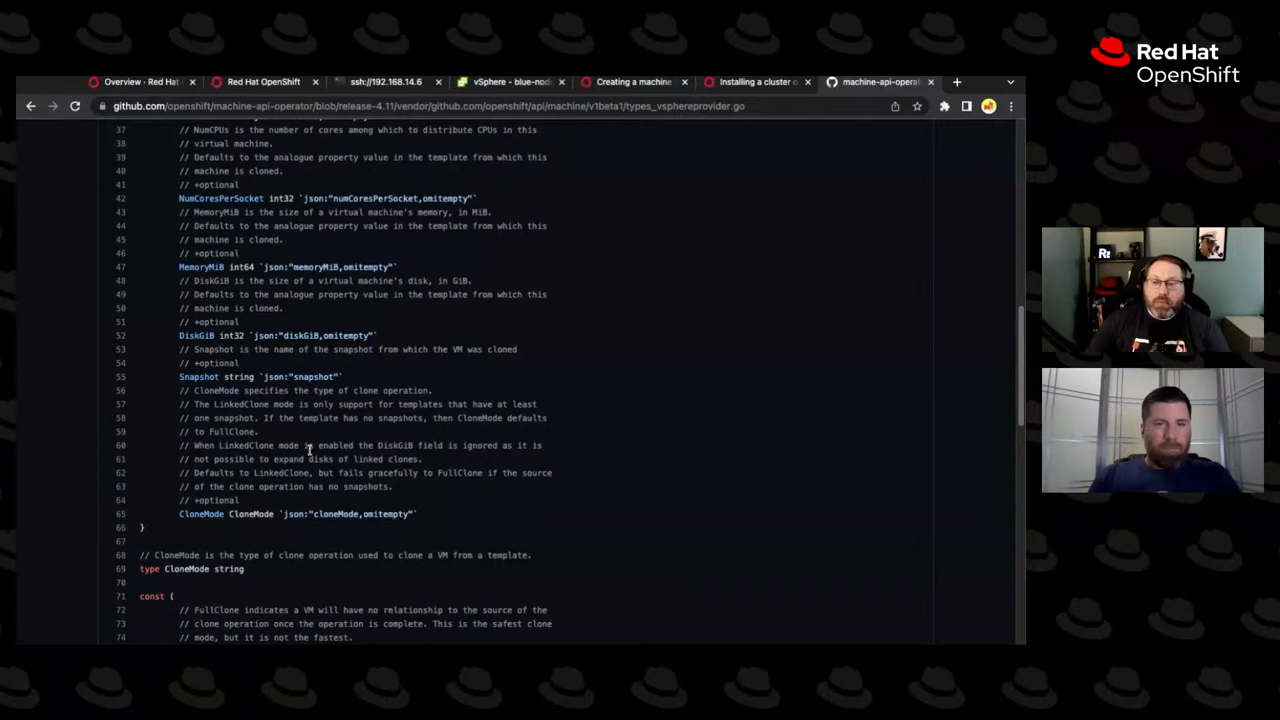 Red Hat
OpenShift
Overview · Red Hat
Red Hat OpenShift
ssh://192.168.14.6
vSphere - blue-node
Creating a machine
Installing a cluster o
machine-api-operat
github.com/openshift/machine-api-operator/blob/release-4.11/vendor/github.com/openshift/api/machine/v1beta1/types_vsphereprovider.go
37 // NumCPUs is the number of cores among which to distribute CPUs in this
38 // virtual machine.
39 // Defaults to the analogue property value in the template from which this
40 // machine is cloned.
41 // +optional
42 NumCoresPerSocket int32 `json:"numCoresPerSocket,omitempty"`
43 // MemoryMiB is the size of a virtual machine's memory, in MiB.
44 // Defaults to the analogue property value in the template from which this
45 // machine is cloned.
46 // +optional
47 MemoryMiB int64 `json:"memoryMiB,omitempty"`
48 // DiskGiB is the size of a virtual machine's disk, in GiB.
49 // Defaults to the analogue property value in the template from which this
50 // machine is cloned.
51 // +optional
52 DiskGiB int32 `json:"diskGiB,omitempty"`
53 // Snapshot is the name of the snapshot from which the VM was cloned
54 // +optional
55 Snapshot string `json:"snapshot"`
56 // CloneMode specifies the type of clone operation.
57 // The LinkedClone mode is only support for templates that have at least
58 // one snapshot. If the template has no snapshots, then CloneMode defaults
59 // to FullClone.
60 // When LinkedClone mode is enabled the DiskGiB field is ignored as it is
61 // not possible to expand disks of linked clones.
62 // Defaults to LinkedClone, but fails gracefully to FullClone if the source
63 // of the clone operation has no snapshots.
64 // +optional
65 CloneMode CloneMode `json:"cloneMode,omitempty"`
66 }
67
68 // CloneMode is the type of clone operation used to clone a VM from a template.
69 type CloneMode string
70
71 const (
72 // FullClone indicates a VM will have no relationship to the source of the
73 // clone operation once the operation is complete. This is the safest clone
74 // mode, but it is not the fastest.